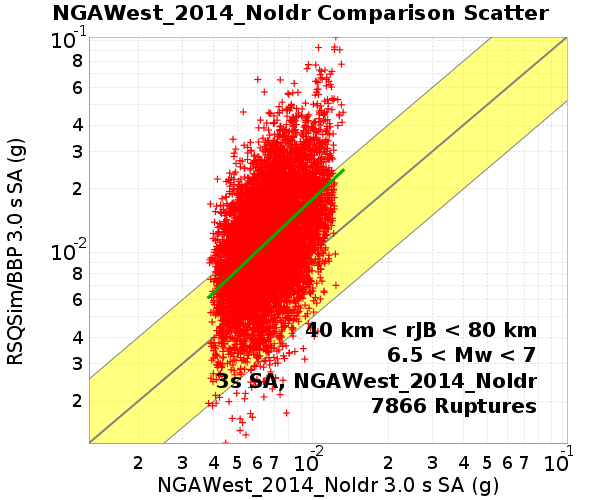 NGAWest_2014_NoIdr Comparison Scatter
RSQSim/BBP 3.0 s SA (g)
10-1
8
6
4
3
2
10-2
8
6
4
3
2
40 km < rJB < 80 km
6.5 < Mw < 7
3s SA, NGAWest_2014_NoIdr
7866 Ruptures
2 3 4 5 6 7 10-2 2 3 4 5 6 7 10-1
NGAWest_2014_NoIdr 3.0 s SA (g)